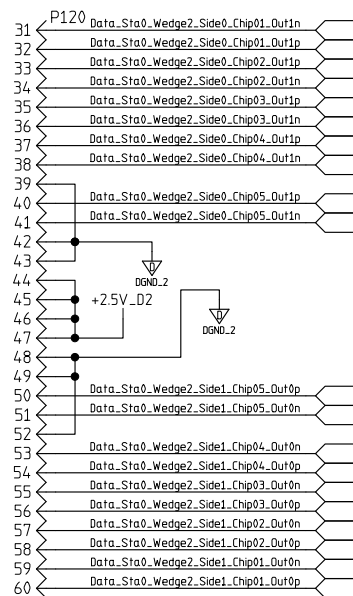 P120
31 Data_Sta0_Wedge2_Side0_Chip01_Out1n
32 Data_Sta0_Wedge2_Side0_Chip01_Out1p
33 Data_Sta0_Wedge2_Side0_Chip02_Out1p
34 Data_Sta0_Wedge2_Side0_Chip02_Out1n
35 Data_Sta0_Wedge2_Side0_Chip03_Out1p
36 Data_Sta0_Wedge2_Side0_Chip03_Out1n
37 Data_Sta0_Wedge2_Side0_Chip04_Out1p
38 Data_Sta0_Wedge2_Side0_Chip04_Out1n
39
40 Data_Sta0_Wedge2_Side0_Chip05_Out1p
41 Data_Sta0_Wedge2_Side0_Chip05_Out1n
42
43
D
DGND_2
44
45 +2.5V_D2
46
47
D
DGND_2
48
49
50 Data_Sta0_Wedge2_Side1_Chip05_Out0p
51 Data_Sta0_Wedge2_Side1_Chip05_Out0n
52
53 Data_Sta0_Wedge2_Side1_Chip04_Out0n
54 Data_Sta0_Wedge2_Side1_Chip04_Out0p
55 Data_Sta0_Wedge2_Side1_Chip03_Out0n
56 Data_Sta0_Wedge2_Side1_Chip03_Out0p
57 Data_Sta0_Wedge2_Side1_Chip02_Out0n
58 Data_Sta0_Wedge2_Side1_Chip02_Out0p
59 Data_Sta0_Wedge2_Side1_Chip01_Out0n
60 Data_Sta0_Wedge2_Side1_Chip01_Out0p